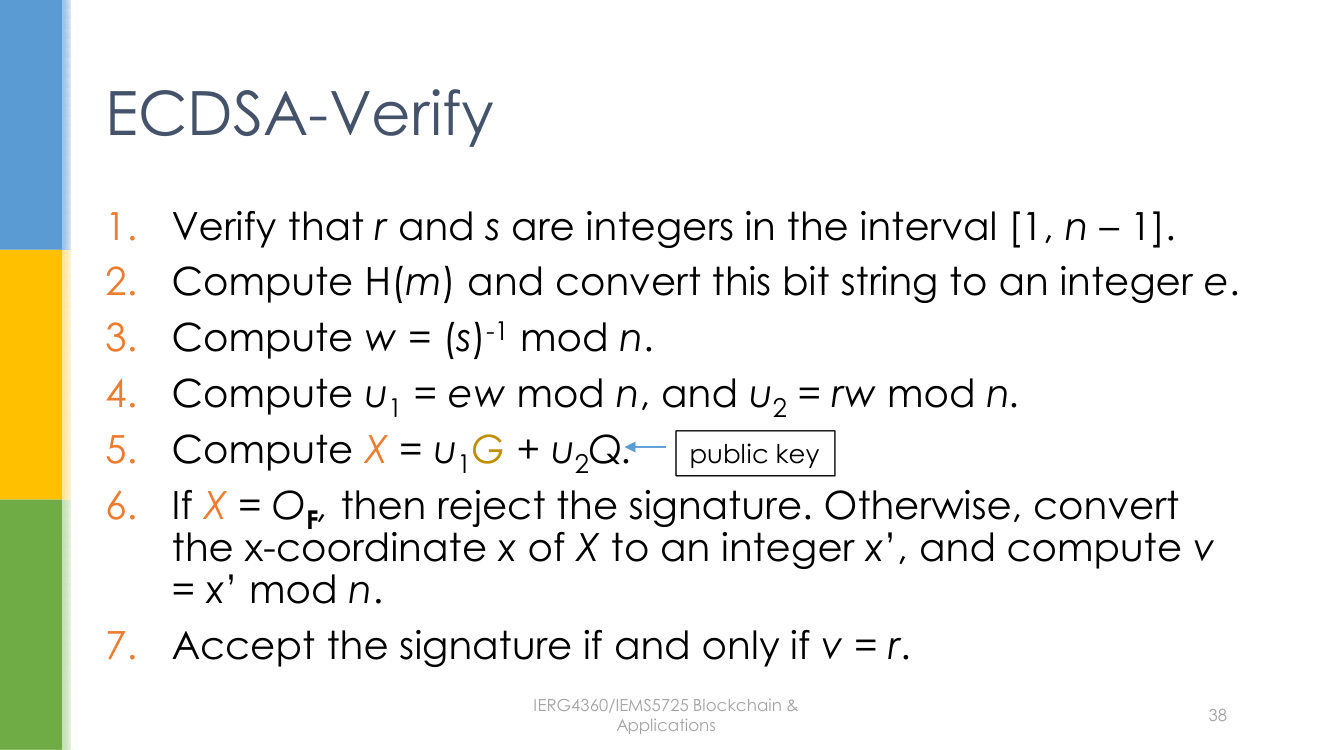 ECDSA-Verify
1. Verify that r and s are integers in the interval [1, n – 1].
2. Compute H(m) and convert this bit string to an integer e.
3. Compute w = (s)⁻¹ mod n.
4. Compute u₁ = ew mod n, and u₂ = rw mod n.
5. Compute X = u₁G + u₂Q. public key
6. If X = O_F, then reject the signature. Otherwise, convert
the x-coordinate x of X to an integer x’, and compute v
= x’ mod n.
7. Accept the signature if and only if v = r.
IERG4360/IEMS5725 Blockchain &
Applications
38